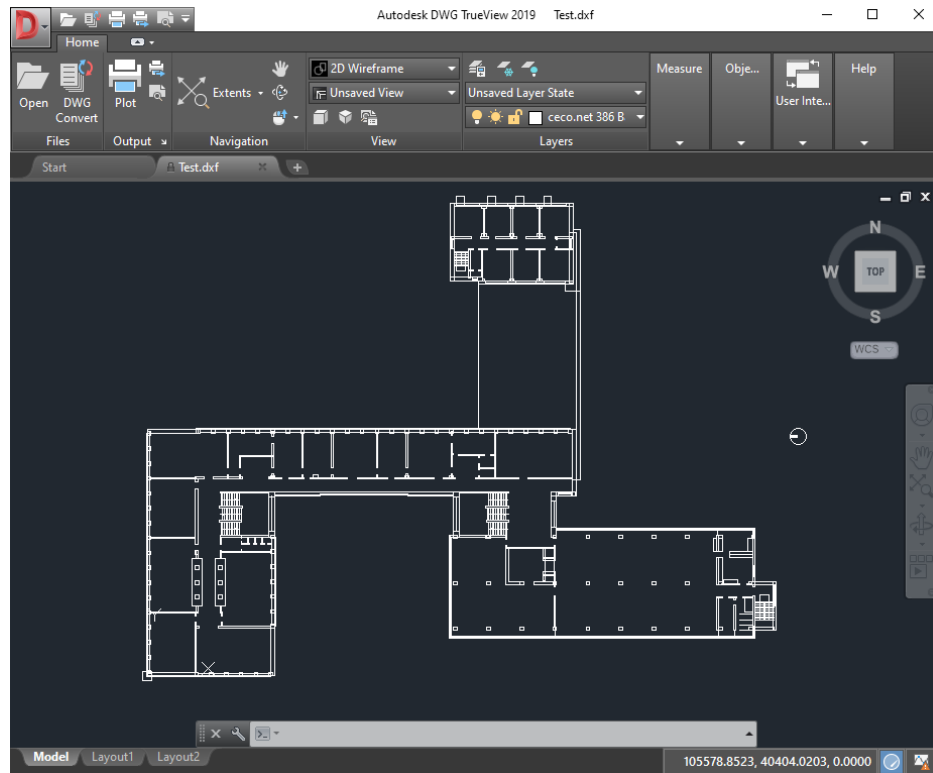 Autodesk DWG TrueView 2019 Test.dxf
Home
Open
DWG
Convert
Plot
Extents
2D Wireframe
Unsaved View
Unsaved Layer State
ceco.net 386 B
Measure
Obje...
User Inte...
Help
Files
Output
Navigation
View
Layers
Start
Test.dxf
N
W
TOP
E
S
WCS
Model
Layout1
Layout2
105578.8523, 40404.0203, 0.0000